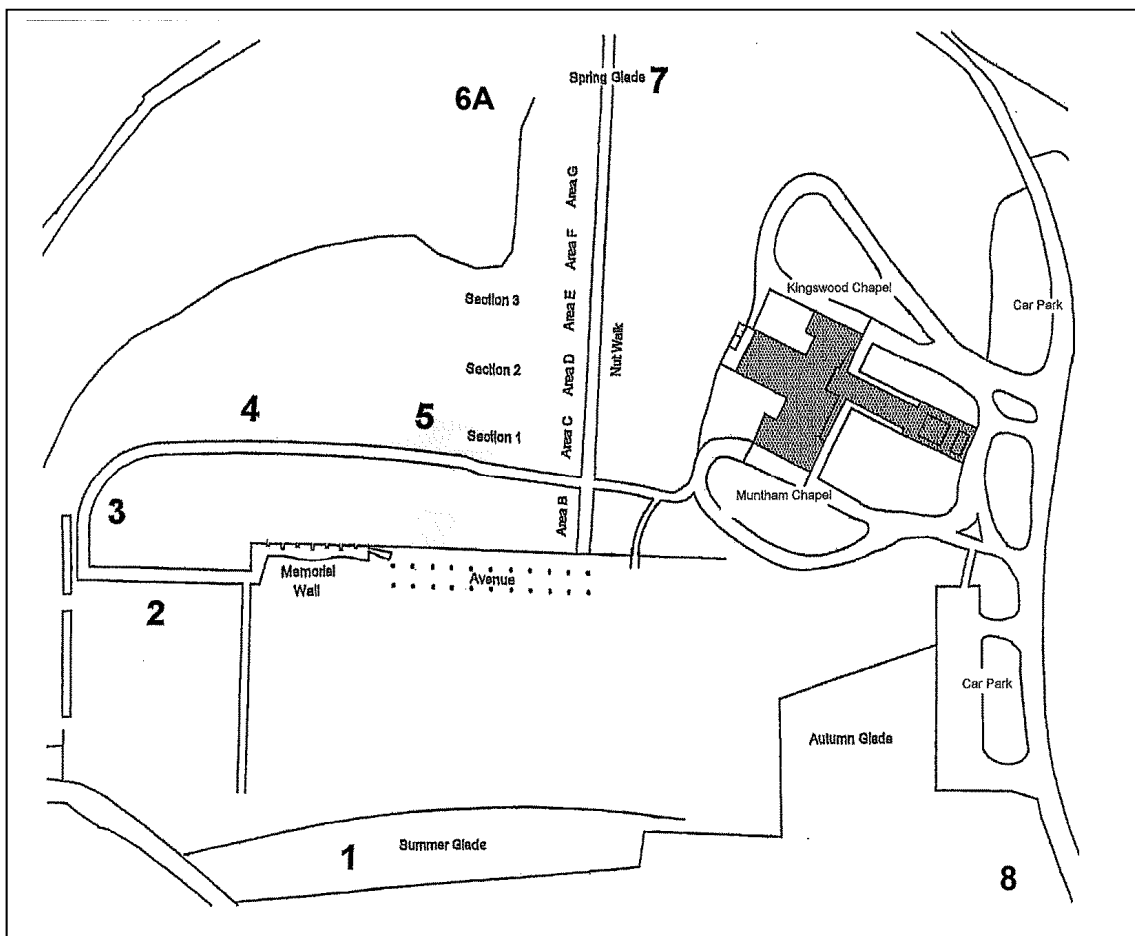 Spring Glade 7
6A
Area G
Area F
Kingswood Chapel
Section 3
Area E
Car Park
Nut Walk
Section 2
Area D
4
5
Section 1
Area C
Muntham Chapel
3
Area B
Memorial
Wall
Avenue
2
Car Park
Autumn Glade
Summer Glade
1
8